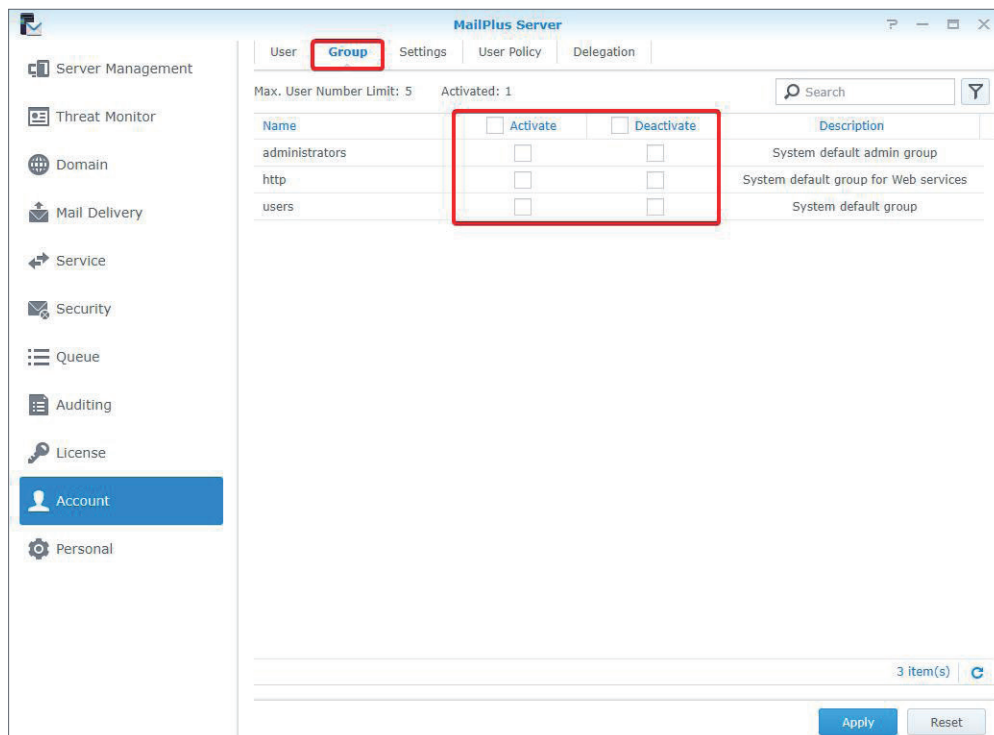 MailPlus Server
Server Management
Threat Monitor
Domain
Mail Delivery
Service
Security
Queue
Auditing
License
Account
Personal
User Group Settings User Policy Delegation
Max. User Number Limit: 5 Activated: 1 Search
Name Activate Deactivate Description
administrators System default admin group
http System default group for Web services
users System default group
3 item(s)
Apply Reset